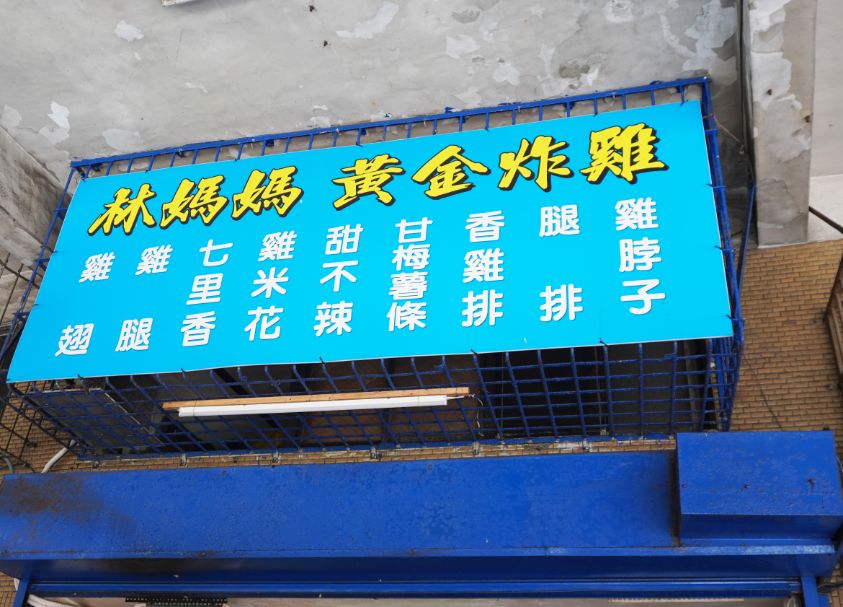 林媽媽 黃金炸雞
雞脖子
腿排
香雞排
甘梅薯條
甜不辣
雞米花
七里香
雞腿
雞翅